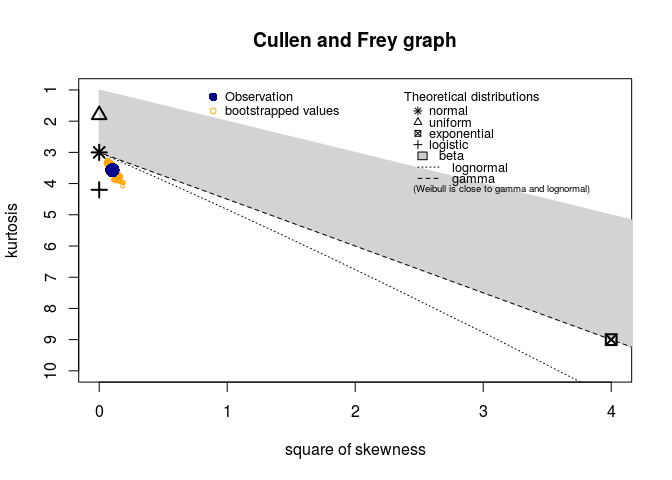 Cullen and Frey graph
Observation
bootstrapped values
Theoretical distributions
normal
uniform
exponential
logistic
beta
lognormal
gamma
(Weibull is close to gamma and lognormal)
kurtosis
1
2
3
4
5
6
7
8
9
10
0 1 2 3 4
square of skewness